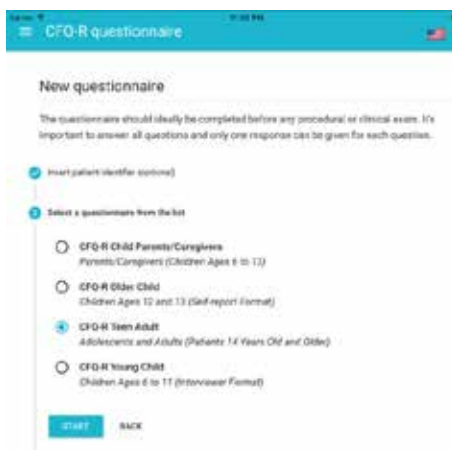 CFQ-R questionnaire
New questionnaire
The questionnaire should ideally be completed before any procedural or clinical exam. It's
important to answer all questions and only one response can be given for each question.
Insert patient identifier (optional)
2 Select a questionnaire from the list
CFQ-R Child Parents/Caregivers
Parents/Caregivers (Children Ages 6 to 13)
CFQ-R Older Child
Children Ages 12 and 13 (Self-report Format)
CFQ-R Teen Adult
Adolescents and Adults (Patients 14 Years Old and Older)
CFQ-R Young Child
Children Ages 6 to 11 (Interviewer Format)
START BACK